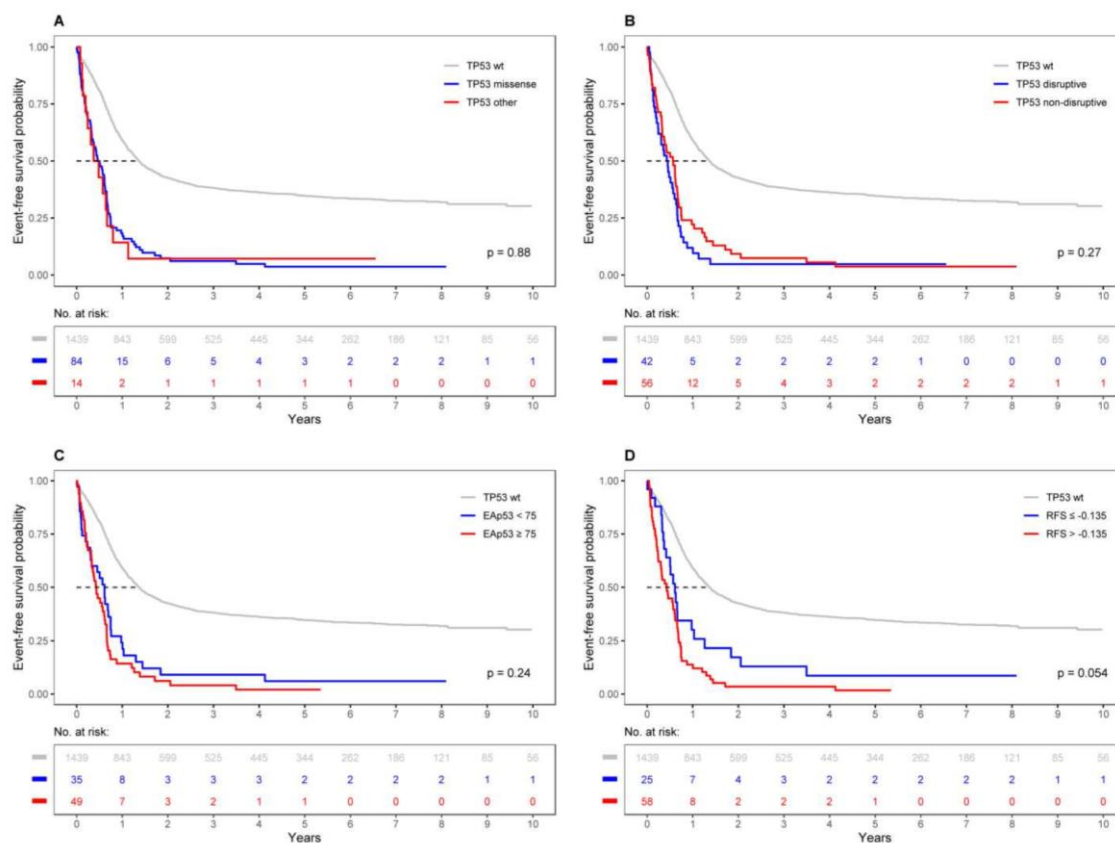 A
Event-free survival probability
1.00
0.75
0.50
0.25
0.00
TP53 wt
TP53 missense
TP53 other
p = 0.88
0 1 2 3 4 5 6 7 8 9 10
No. at risk:
1439 843 599 525 445 344 262 186 121 85 56
84 15 6 5 4 3 2 2 2 1 1
14 2 1 1 1 1 1 0 0 0 0
0 1 2 3 4 5 6 7 8 9 10
Years
B
Event-free survival probability
1.00
0.75
0.50
0.25
0.00
TP53 wt
TP53 disruptive
TP53 non-disruptive
p = 0.27
0 1 2 3 4 5 6 7 8 9 10
No. at risk:
1439 843 599 525 445 344 262 186 121 85 56
42 5 2 2 2 2 1 0 0 0 0
56 12 5 4 3 2 2 2 2 1 1
0 1 2 3 4 5 6 7 8 9 10
Years
C
Event-free survival probability
1.00
0.75
0.50
0.25
0.00
TP53 wt
EAp53 < 75
EAp53 ≥ 75
p = 0.24
0 1 2 3 4 5 6 7 8 9 10
No. at risk:
1439 843 599 525 445 344 262 186 121 85 56
35 8 3 3 3 2 2 2 2 1 1
49 7 3 2 1 1 0 0 0 0 0
0 1 2 3 4 5 6 7 8 9 10
Years
D
Event-free survival probability
1.00
0.75
0.50
0.25
0.00
TP53 wt
RFS ≤ -0.135
RFS > -0.135
p = 0.054
0 1 2 3 4 5 6 7 8 9 10
No. at risk:
1439 843 599 525 445 344 262 186 121 85 56
25 7 4 3 2 2 2 2 2 1 1
58 8 2 2 2 1 0 0 0 0 0
0 1 2 3 4 5 6 7 8 9 10
Years